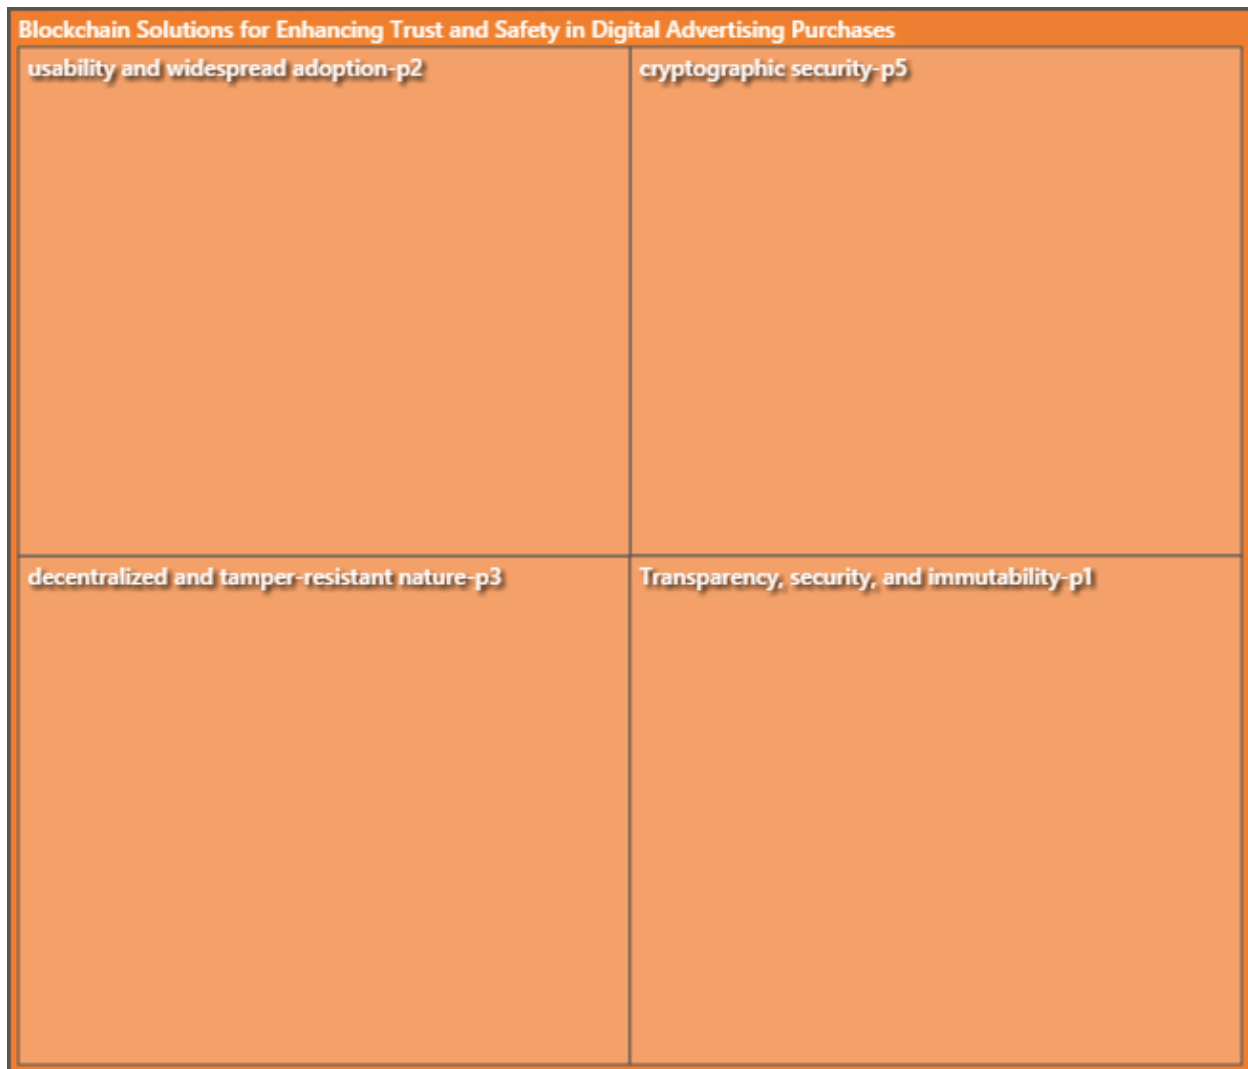 Blockchain Solutions for Enhancing Trust and Safety in Digital Advertising Purchases
usability and widespread adoption-p2
cryptographic security-p5
decentralized and tamper-resistant nature-p3
Transparency, security, and immutability-p1